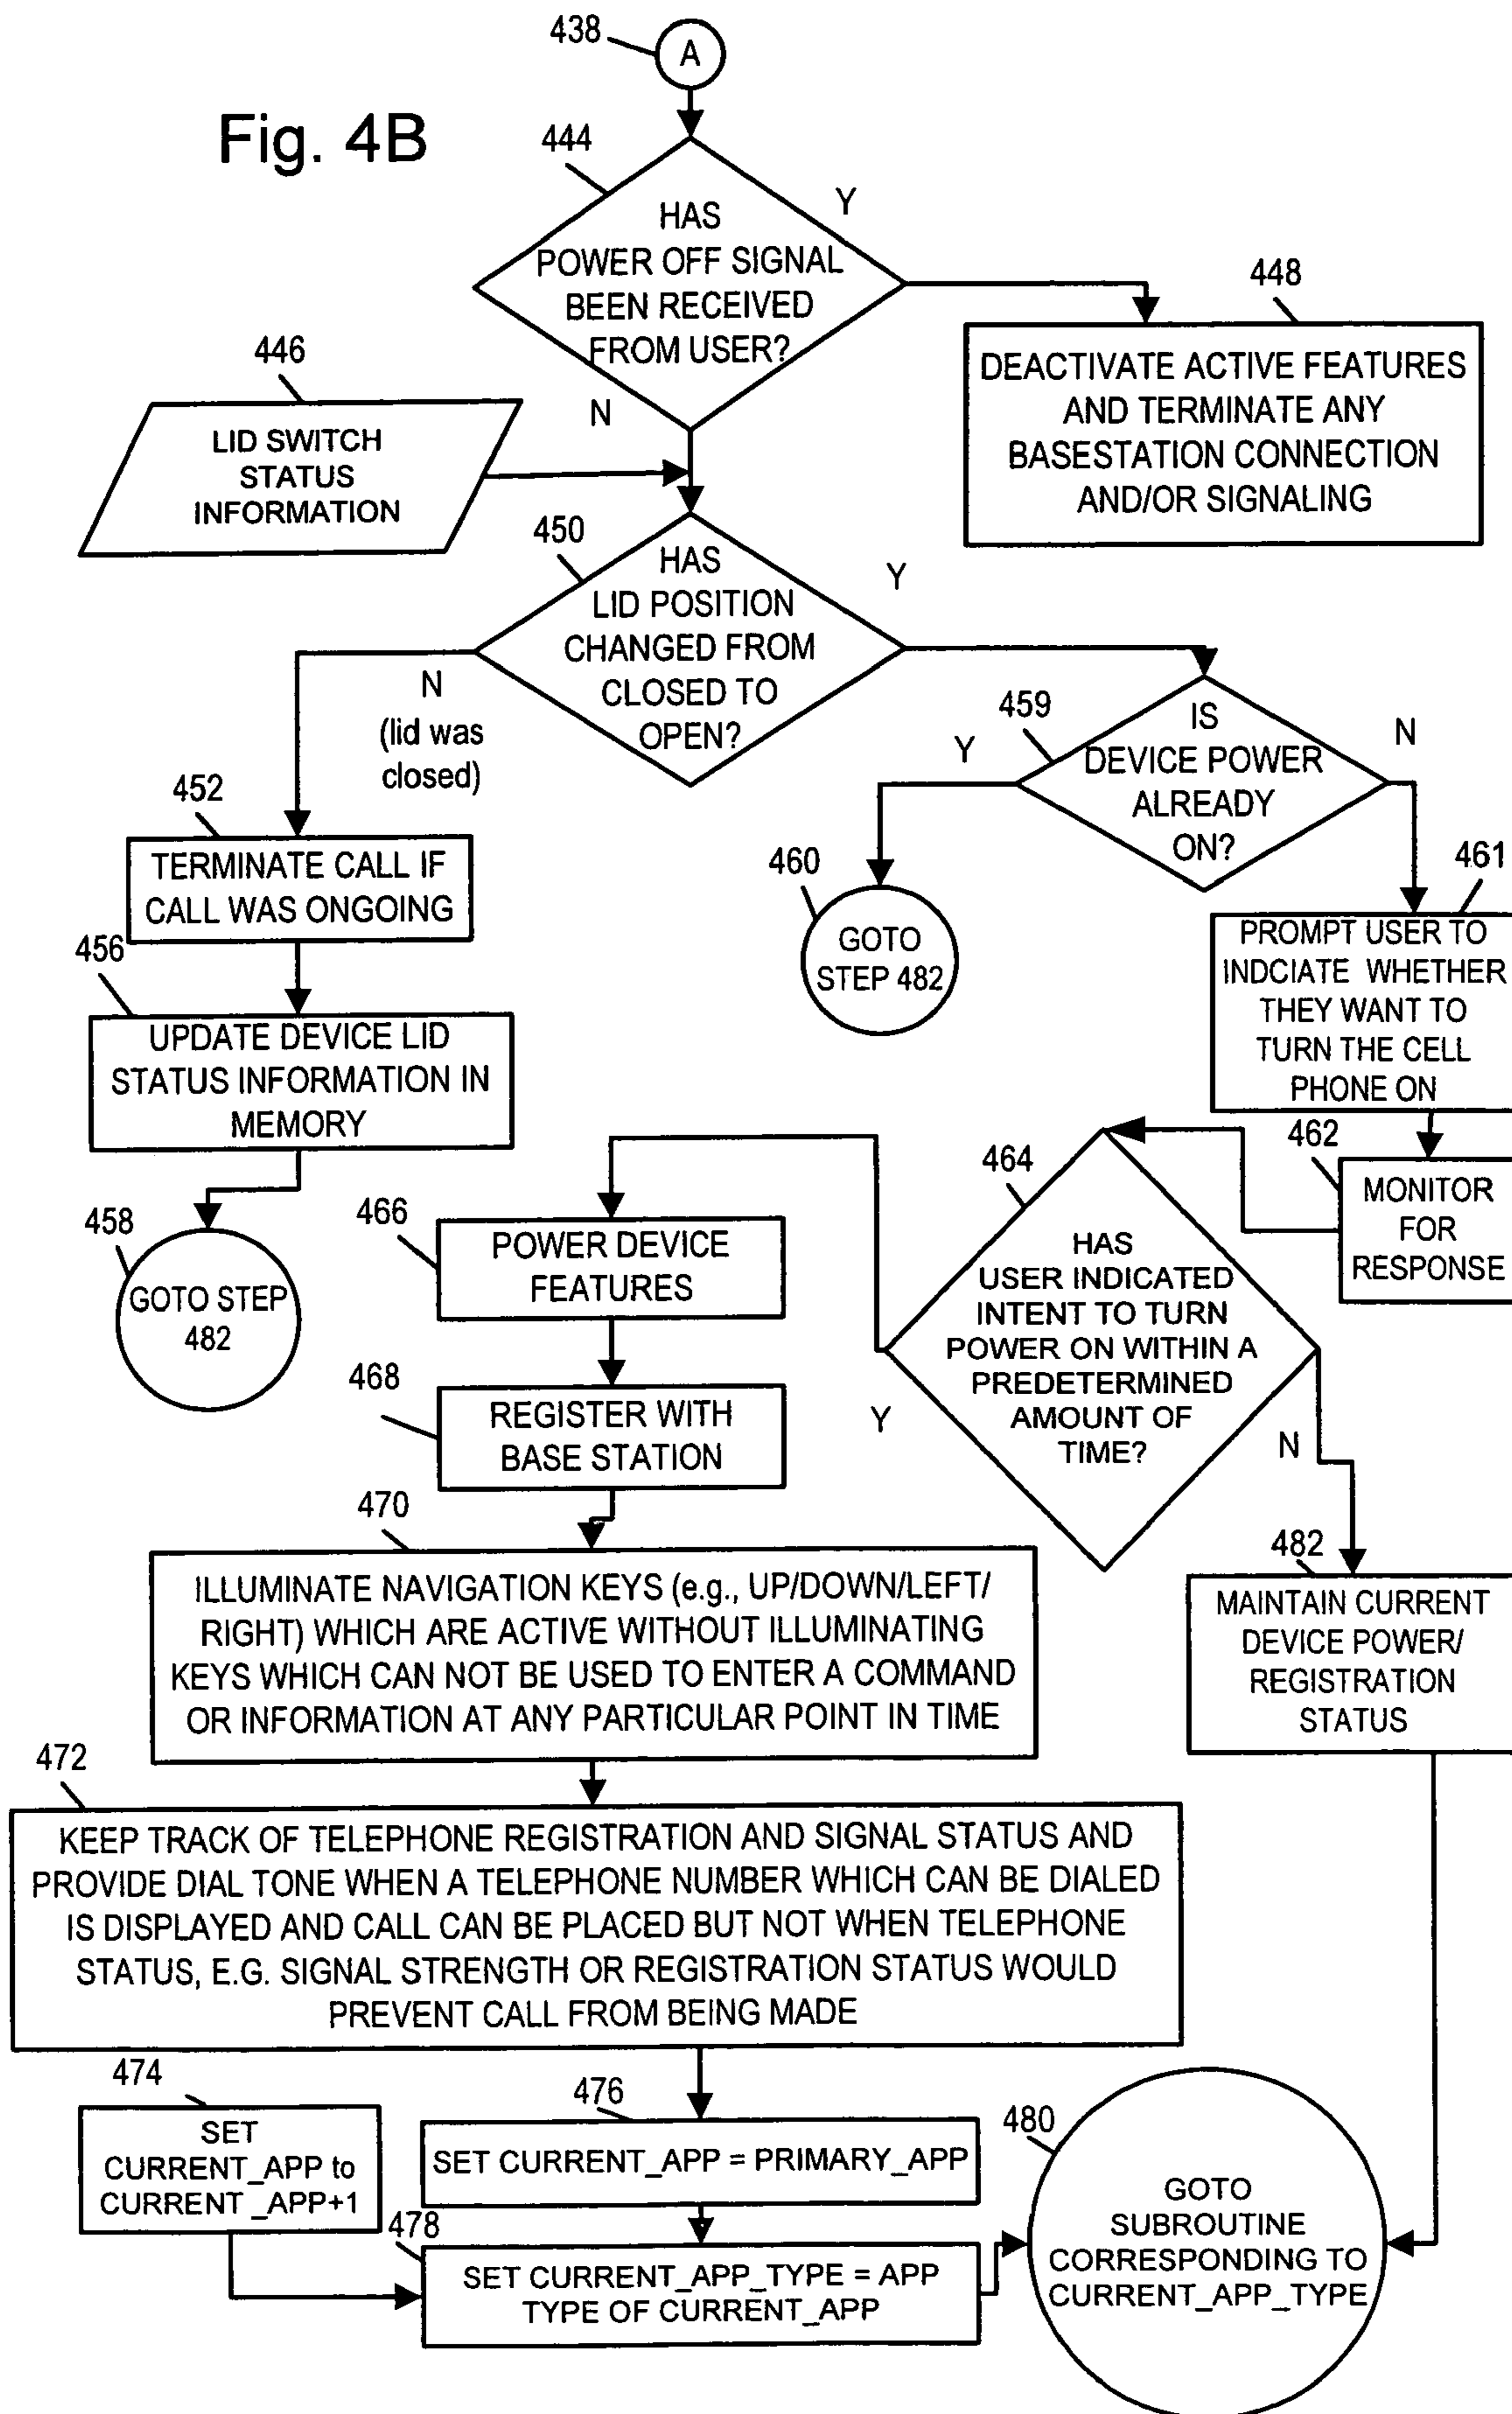 438
A
Fig. 4B
444
HAS
POWER OFF SIGNAL
BEEN RECEIVED
FROM USER?
Y
N
448
DEACTIVATE ACTIVE FEATURES
AND TERMINATE ANY
BASESTATION CONNECTION
AND/OR SIGNALING
446
LID SWITCH
STATUS
INFORMATION
450
HAS
LID POSITION
CHANGED FROM
CLOSED TO
OPEN?
Y
N
(lid was
closed)
459
IS
DEVICE POWER
ALREADY
ON?
Y
N
452
TERMINATE CALL IF
CALL WAS ONGOING
456
UPDATE DEVICE LID
STATUS INFORMATION IN
MEMORY
458
GOTO STEP
482
460
GOTO
STEP 482
461
PROMPT USER TO
INDCIATE WHETHER
THEY WANT TO
TURN THE CELL
PHONE ON
462
MONITOR
FOR
RESPONSE
464
HAS
USER INDICATED
INTENT TO TURN
POWER ON WITHIN A
PREDETERMINED
AMOUNT OF
TIME?
Y
N
466
POWER DEVICE
FEATURES
468
REGISTER WITH
BASE STATION
470
ILLUMINATE NAVIGATION KEYS (e.g., UP/DOWN/LEFT/
RIGHT) WHICH ARE ACTIVE WITHOUT ILLUMINATING
KEYS WHICH CAN NOT BE USED TO ENTER A COMMAND
OR INFORMATION AT ANY PARTICULAR POINT IN TIME
482
MAINTAIN CURRENT
DEVICE POWER/
REGISTRATION
STATUS
472
KEEP TRACK OF TELEPHONE REGISTRATION AND SIGNAL STATUS AND
PROVIDE DIAL TONE WHEN A TELEPHONE NUMBER WHICH CAN BE DIALED
IS DISPLAYED AND CALL CAN BE PLACED BUT NOT WHEN TELEPHONE
STATUS, E.G. SIGNAL STRENGTH OR REGISTRATION STATUS WOULD
PREVENT CALL FROM BEING MADE
474
SET
CURRENT_APP to
CURRENT _APP+1
476
SET CURRENT_APP = PRIMARY_APP
478
SET CURRENT_APP_TYPE = APP
TYPE OF CURRENT_APP
480
GOTO
SUBROUTINE
CORRESPONDING TO
CURRENT_APP_TYPE